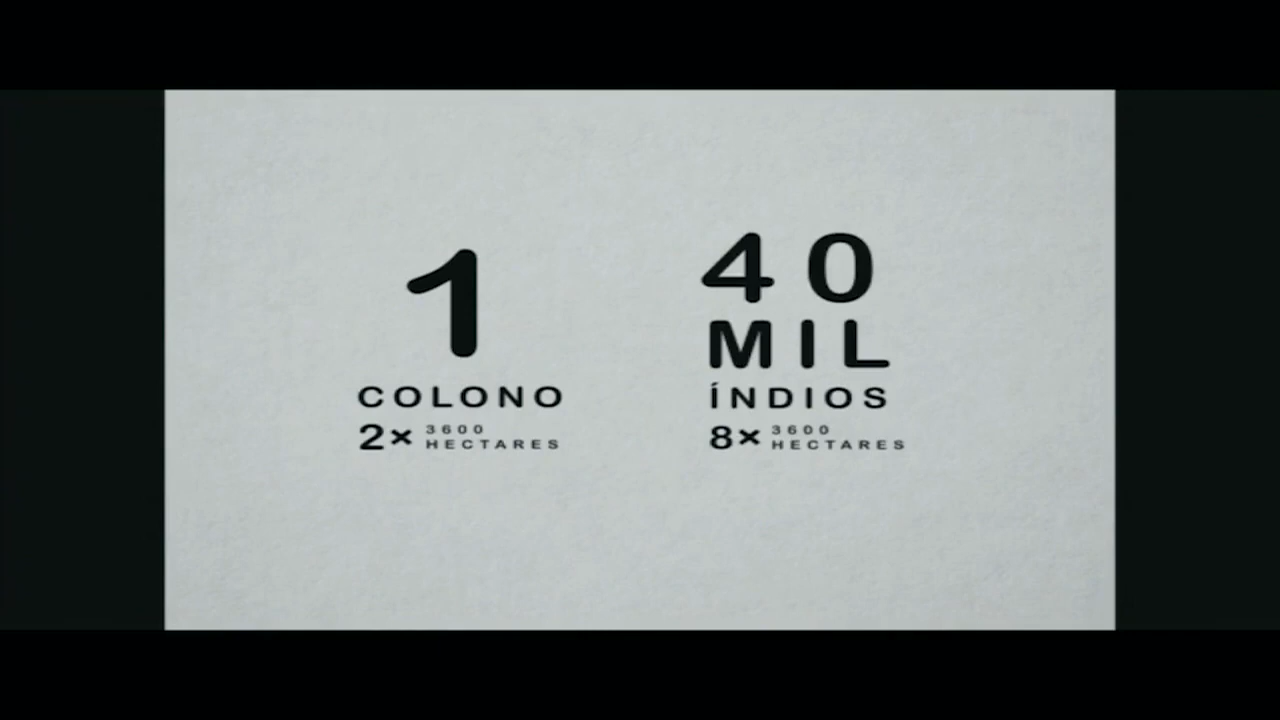 1
COLONO
2× 3600
HECTARES
40
MIL
ÍNDIOS
8× 3600
HECTARES